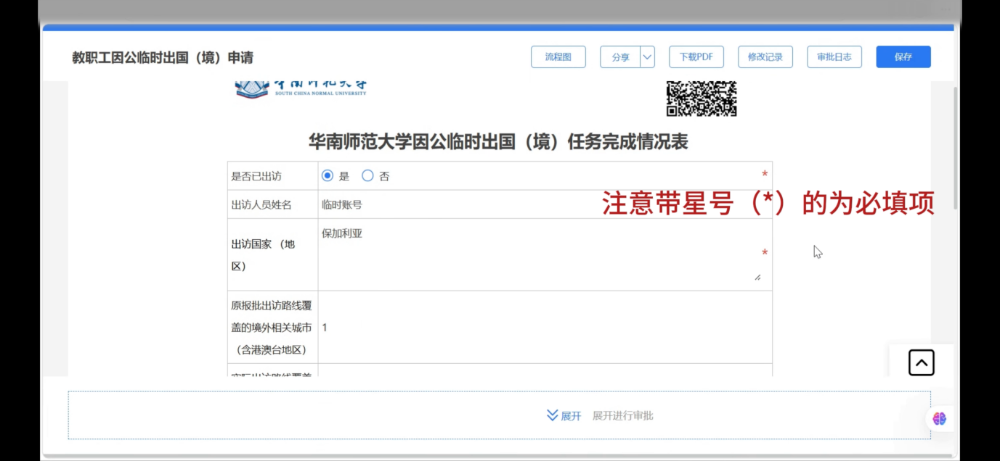 教职工因公临时出国（境）申请
流程图 分享 下载PDF 修改记录 审批日志 保存
SOUTH CHINA NORMAL UNIVERSITY
华南师范大学因公临时出国（境）任务完成情况表
是否已出访 是 否 *
出访人员姓名 临时账号
注意带星号（*）的为必填项
保加利亚
出访国家 （地
区）
*
原报批出访路线覆
盖的境外相关城市 1
（含港澳台地区）
展开 展开进行审批